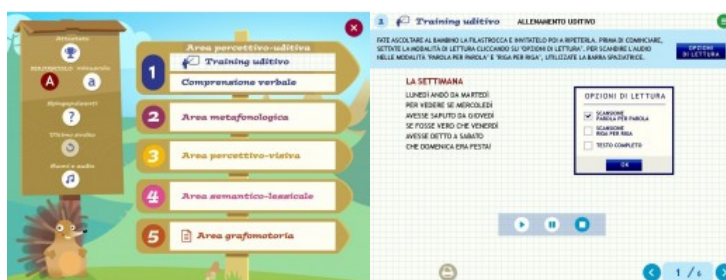 Attività
MAIUSCOLO minuscolo
A
a
Spiegazioni
?
Ultimo svolto
Suoni e audio
Area percettivo-uditiva
1
Training uditivo
Comprensione verbale
2
Area metafonologica
3
Area percettivo-visiva
4
Area semantico-lessicale
5
Area grafomotoria
1 Training uditivo ALLENAMENTO UDITIVO
FATE ASCOLTARE AL BAMBINO LA FILASTROCCA E INVITATELO POI A RIPETERLA. PRIMA DI COMINCIARE,
SETTATE LA MODALITÀ DI LETTURA CLICCANDO SU "OPZIONI DI LETTURA". PER SCANDIRE L'AUDIO
NELLE MODALITÀ "PAROLA PER PAROLA" E "RIGA PER RIGA", UTILIZZATE LA BARRA SPAZIATRICE.
OPZIONI
DI LETTURA
LA SETTIMANA
LUNEDÌ ANDÒ DA MARTEDÌ
PER VEDERE SE MERCOLEDÌ
AVESSE SAPUTO DA GIOVEDÌ
SE FOSSE VERO CHE VENERDÌ
AVESSE DETTO A SABATO
CHE DOMENICA ERA FESTA!
OPZIONI DI LETTURA
SCANSIONE
PAROLA PER PAROLA
SCANSIONE
RIGA PER RIGA
TESTO COMPLETO
OK
1 / 6